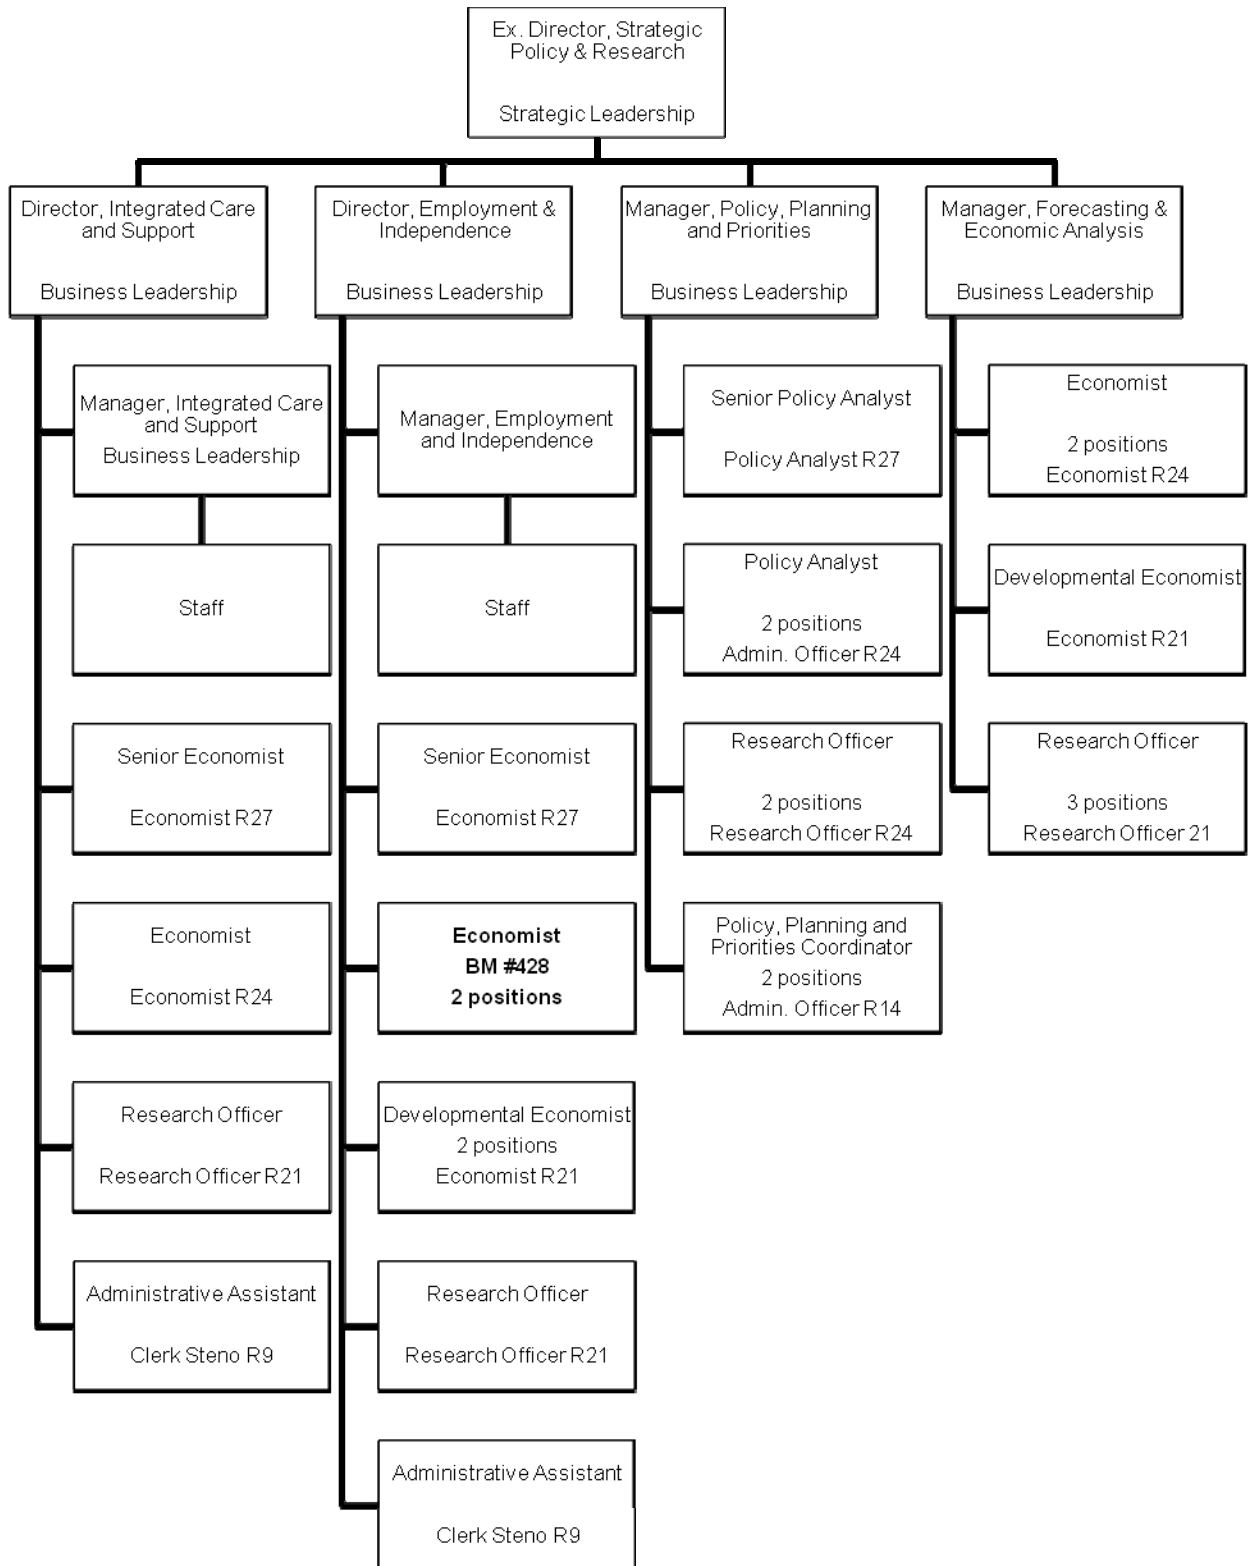 Ex. Director, Strategic
Policy & Research
Strategic Leadership
Director, Integrated Care
and Support
Business Leadership
Director, Employment &
Independence
Business Leadership
Manager, Policy, Planning
and Priorities
Business Leadership
Manager, Forecasting &
Economic Analysis
Business Leadership
Manager, Integrated Care
and Support
Business Leadership
Staff
Senior Economist
Economist R27
Economist
Economist R24
Research Officer
Research Officer R21
Administrative Assistant
Clerk Steno R9
Manager, Employment
and Independence
Staff
Senior Economist
Economist R27
Economist
BM #428
2 positions
Developmental Economist
2 positions
Economist R21
Research Officer
Research Officer R21
Administrative Assistant
Clerk Steno R9
Senior Policy Analyst
Policy Analyst R27
Policy Analyst
2 positions
Admin. Officer R24
Research Officer
2 positions
Research Officer R24
Policy, Planning and
Priorities Coordinator
2 positions
Admin. Officer R14
Economist
2 positions
Economist R24
Developmental Economist
Economist R21
Research Officer
3 positions
Research Officer 21